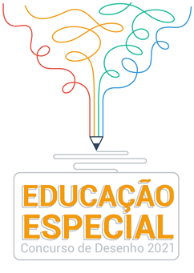 EDUCAÇÃO
ESPECIAL
Concurso de Desenho 2021